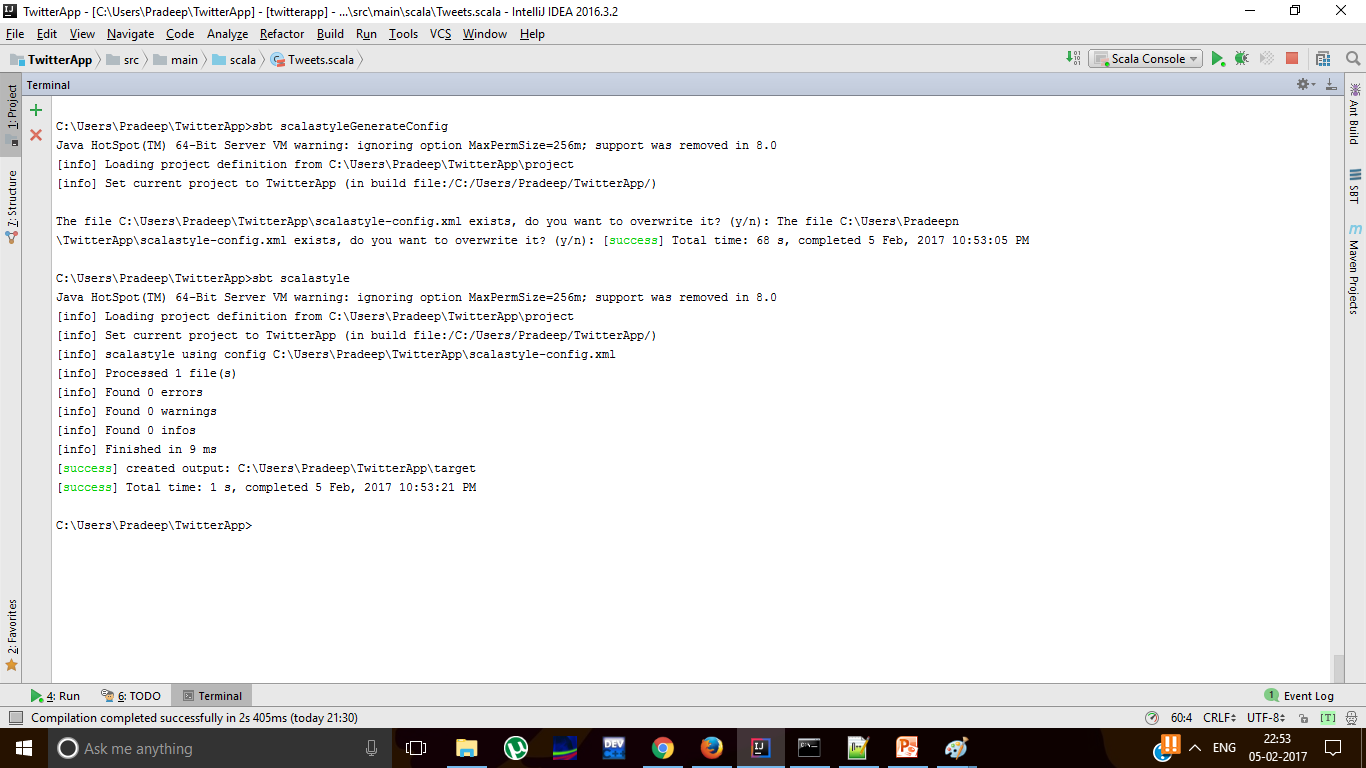 TwitterApp - [C:\Users\Pradeep\TwitterApp] - [twitterapp] - ...\src\main\scala\Tweets.scala - IntelliJ IDEA 2016.3.2
File Edit View Navigate Code Analyze Refactor Build Run Tools VCS Window Help
TwitterApp src main scala Tweets.scala Scala Console
Terminal
1: Project
7: Structure
2: Favorites
C:\Users\Pradeep\TwitterApp>sbt scalastyleGenerateConfig
Java HotSpot(TM) 64-Bit Server VM warning: ignoring option MaxPermSize=256m; support was removed in 8.0
[info] Loading project definition from C:\Users\Pradeep\TwitterApp\project
[info] Set current project to TwitterApp (in build file:/C:/Users/Pradeep/TwitterApp/)
The file C:\Users\Pradeep\TwitterApp\scalastyle-config.xml exists, do you want to overwrite it? (y/n): The file C:\Users\Pradeepn
\TwitterApp\scalastyle-config.xml exists, do you want to overwrite it? (y/n): [success] Total time: 68 s, completed 5 Feb, 2017 10:53:05 PM
C:\Users\Pradeep\TwitterApp>sbt scalastyle
Java HotSpot(TM) 64-Bit Server VM warning: ignoring option MaxPermSize=256m; support was removed in 8.0
[info] Loading project definition from C:\Users\Pradeep\TwitterApp\project
[info] Set current project to TwitterApp (in build file:/C:/Users/Pradeep/TwitterApp/)
[info] scalastyle using config C:\Users\Pradeep\TwitterApp\scalastyle-config.xml
[info] Processed 1 file(s)
[info] Found 0 errors
[info] Found 0 warnings
[info] Found 0 infos
[info] Finished in 9 ms
[success] created output: C:\Users\Pradeep\TwitterApp\target
[success] Total time: 1 s, completed 5 Feb, 2017 10:53:21 PM
C:\Users\Pradeep\TwitterApp>
Ant Build
SBT
m Maven Projects
4: Run 6: TODO Terminal 1 Event Log
Compilation completed successfully in 2s 405ms (today 21:30) 60:4 CRLF UTF-8 [T]
Ask me anything DEV IJ ENG 22:53
05-02-2017